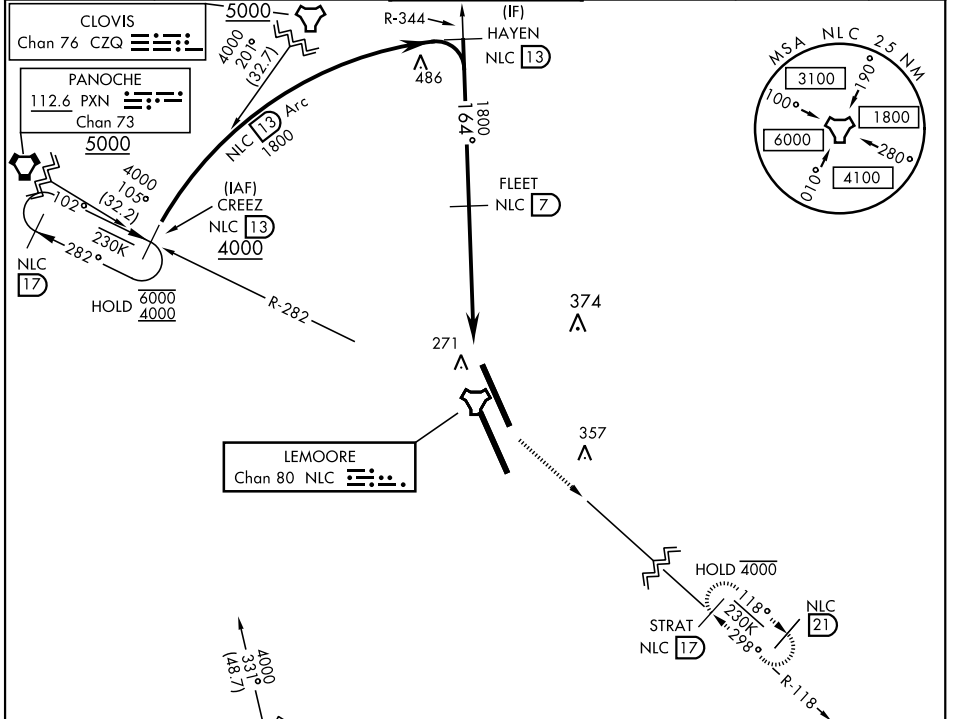 CLOVIS
Chan 76 CZQ
5000
PANOCHE
112.6 PXN
Chan 73
5000
R-344
(IF)
HAYEN
NLC 13
4000
201°
(32.7)
486
NLC 13 Arc
1800
1800
164°
MSA NLC 25 NM
3100
190°
100°
1800
6000
280°
010°
4100
4000
105°
(32.2)
102°
230K
282°
(IAF)
CREEZ
NLC 13
4000
FLEET
NLC 7
NLC
17
HOLD 6000
4000
R-282
374
271
LEMOORE
Chan 80 NLC
357
HOLD 4000
118°
230K
298°
STRAT
NLC 17
NLC
21
R-118
4000
331°
(48.7)